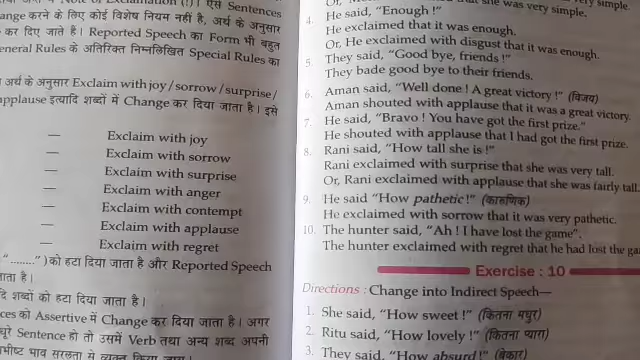 Sentences
ange करने के लिए कोई विशेष नियम नहीं है, अर्थ के अनुसार
कर दिए जाते है। Reported Speech का Form भी बहुत
eneral Rules के अतिरिक्त निम्नलिखित Special Rules का
अर्थ के अनुसार Exclaim with joy / sorrow / surprise /
applause इत्यादि शब्दों में Change कर दिया जाता है। इसे
— Exclaim with joy
— Exclaim with sorrow
— Exclaim with surprise
— Exclaim with anger
— Exclaim with contempt
— Exclaim with applause
— Exclaim with regret
“........” ) को हटा दिया जाता है और Reported Speech
ाता है।
दि शब्दों को हटा दिया जाता है।
ces को Assertive में Change कर दिया जाता है। अगर
Sentence हो तो उसमें Verb तथा अन्य शब्द अपनी
she was very simple.
4. He said, “Enough !”
He exclaimed that it was enough.
Or, He exclaimed with disgust that it was enough.
5. They said, “Good bye, friends !”
They bade good bye to their friends.
6. Aman said, “Well done ! A great victory !” (विजय)
Aman shouted with applause that it was a great victory.
7. He said, “Bravo ! You have got the first prize.”
He shouted with applause that I had got the first prize.
8. Rani said, “How tall she is !”
Rani exclaimed with surprise that she was very tall.
Or, Rani exclaimed with applause that she was fairly tall.
9. He said “How pathetic !” (कारुणिक)
He exclaimed with sorrow that it was very pathetic.
10. The hunter said, “Ah ! I have lost the game”.
The hunter exclaimed with regret that he had lost the ga
Exercise : 10
Directions : Change into Indirect Speech—
1. She said, “How sweet !” (कितना मधुर)
2. Ritu said, “How lovely !” (कितना प्यारा)
3. They said, “How absurd !” (बेकार)